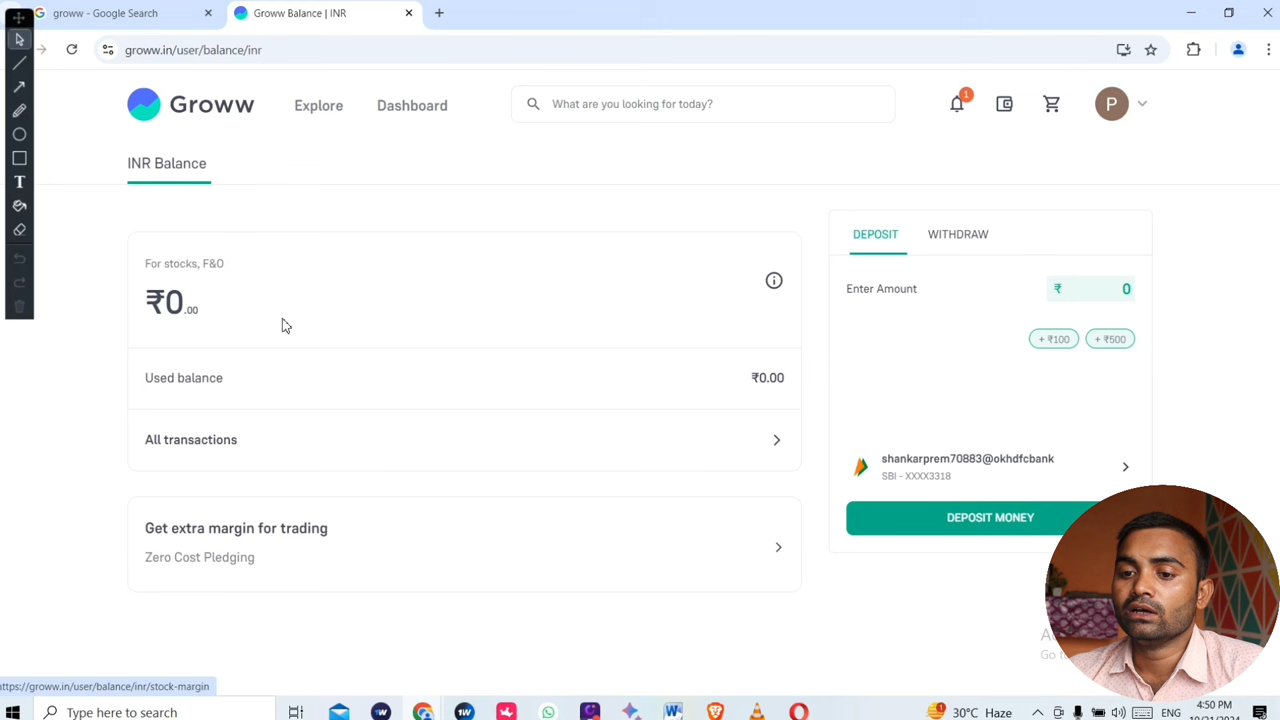 groww - Google Search
Groww Balance | INR
groww.in/user/balance/inr
Groww
Explore
Dashboard
What are you looking for today?
1
P
INR Balance
For stocks, F&O
₹0.00
Used balance
₹0.00
All transactions
Get extra margin for trading
Zero Cost Pledging
DEPOSIT
WITHDRAW
Enter Amount
₹ 0
+ ₹100
+ ₹500
shankarprem70883@okhdfcbank
SBI - XXXX3318
DEPOSIT MONEY
T
Go to
https://groww.in/user/balance/inr/stock-margin
Type here to search
30°C Haze
ENG
4:50 PM